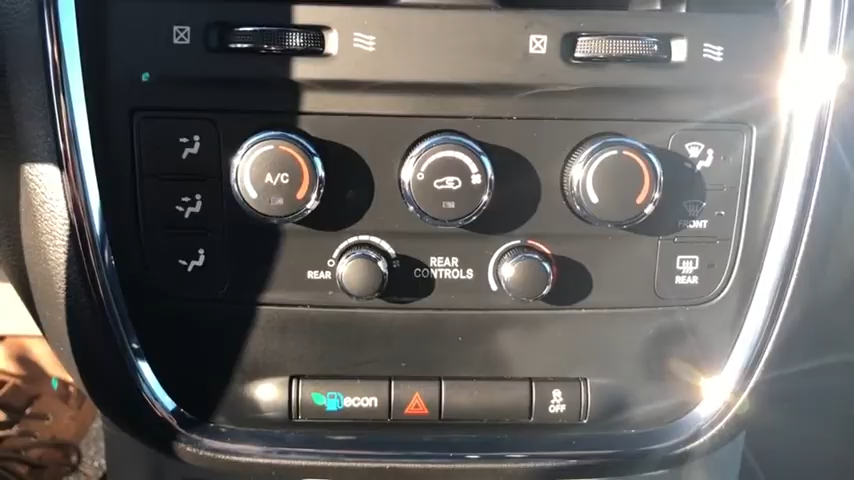 A/C
FRONT
REAR
REAR
CONTROLS
REAR
econ
OFF